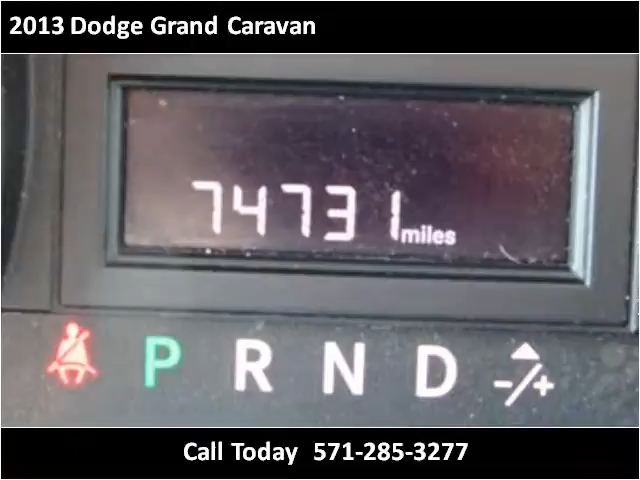 2013 Dodge Grand Caravan
74731 miles
P R N D -/+
Call Today 571-285-3277